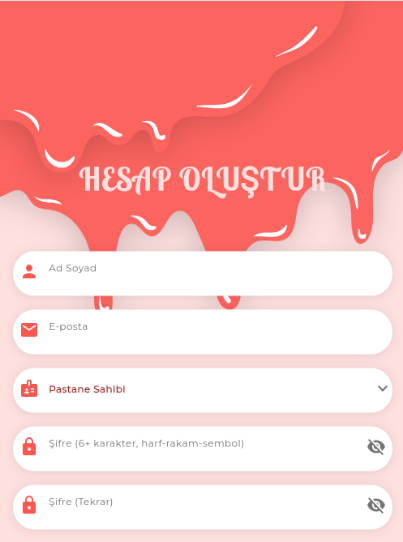 HESAP OLUŞTUR
Ad Soyad
E-posta
Pastane Sahibi
Şifre (6+ karakter, harf-rakam-sembol)
Şifre (Tekrar)